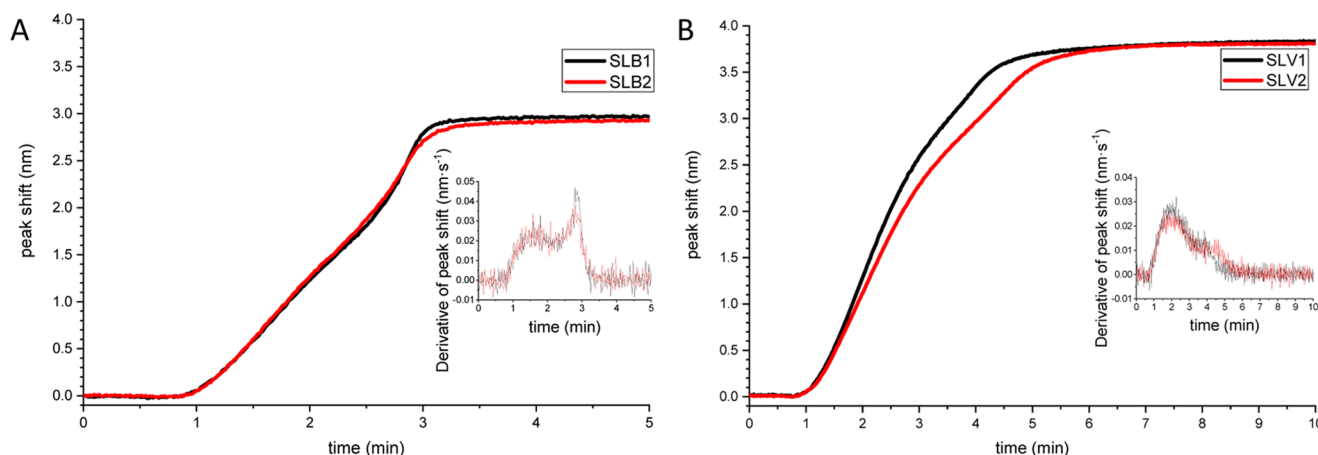 A
peak shift (nm)
4.0
3.5
3.0
2.5
2.0
1.5
1.0
0.5
0.0
SLB1
SLB2
Derivative of peak shift (nm·s-1)
0.05
0.04
0.03
0.02
0.01
0.00
-0.01
0 1 2 3 4 5
time (min)
0 1 2 3 4 5
time (min)
B
peak shift (nm)
4.0
3.5
3.0
2.5
2.0
1.5
1.0
0.5
0.0
SLV1
SLV2
Derivative of peak shift (nm·s-1)
0.04
0.03
0.02
0.01
0.00
-0.01
0 1 2 3 4 5 6 7 8 9 10
time (min)
0 1 2 3 4 5 6 7 8 9 10
time (min)